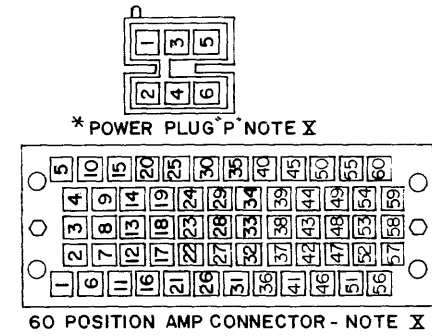 1 3 5
2 4 6
* POWER PLUG "P" NOTE X
5 10 15 20 25 30 35 40 45 50 55 60
4 9 14 19 24 29 34 39 44 49 54 59
3 8 13 18 23 28 33 38 43 48 53 58
2 7 12 17 22 27 32 37 42 47 52 57
1 6 11 16 21 26 31 36 41 46 51 56
60 POSITION AMP CONNECTOR - NOTE X